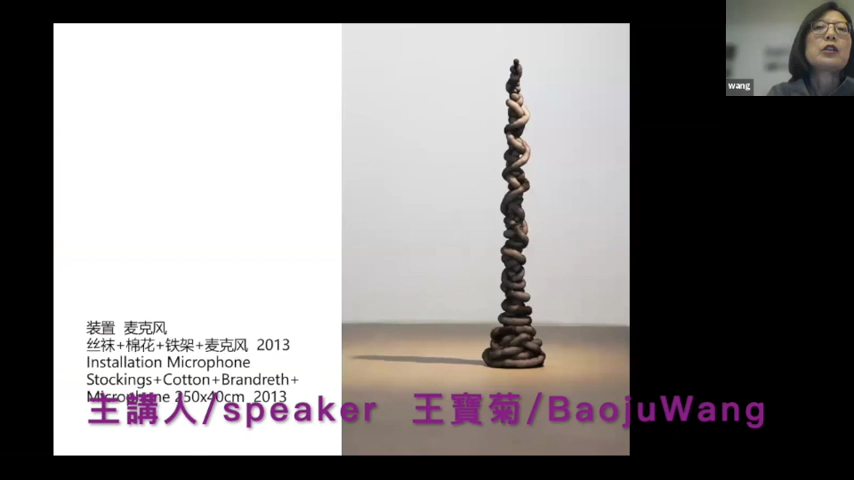 wang
装置 麦克风
丝袜+棉花+铁架+麦克风 2013
Installation Microphone
Stockings+Cotton+Brandreth+
Microphone 250x40cm 2013
主講人/speaker 王寶菊/BaojuWang